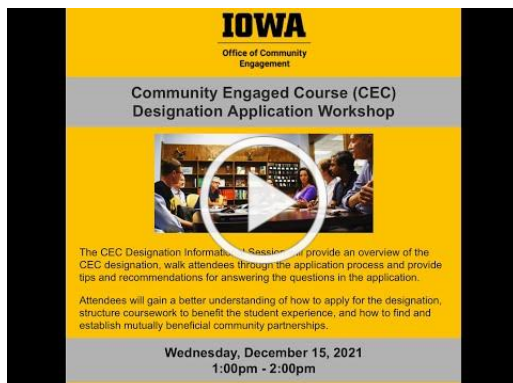 IOWA
Office of Community
Engagement
Community Engaged Course (CEC)
Designation Application Workshop
The CEC Designation Informational Session will provide an overview of the
CEC designation, walk attendees through the application process and provide
tips and recommendations for answering the questions in the application.
Attendees will gain a better understanding of how to apply for the designation,
structure coursework to benefit the student experience, and how to find and
establish mutually beneficial community partnerships.
Wednesday, December 15, 2021
1:00pm - 2:00pm